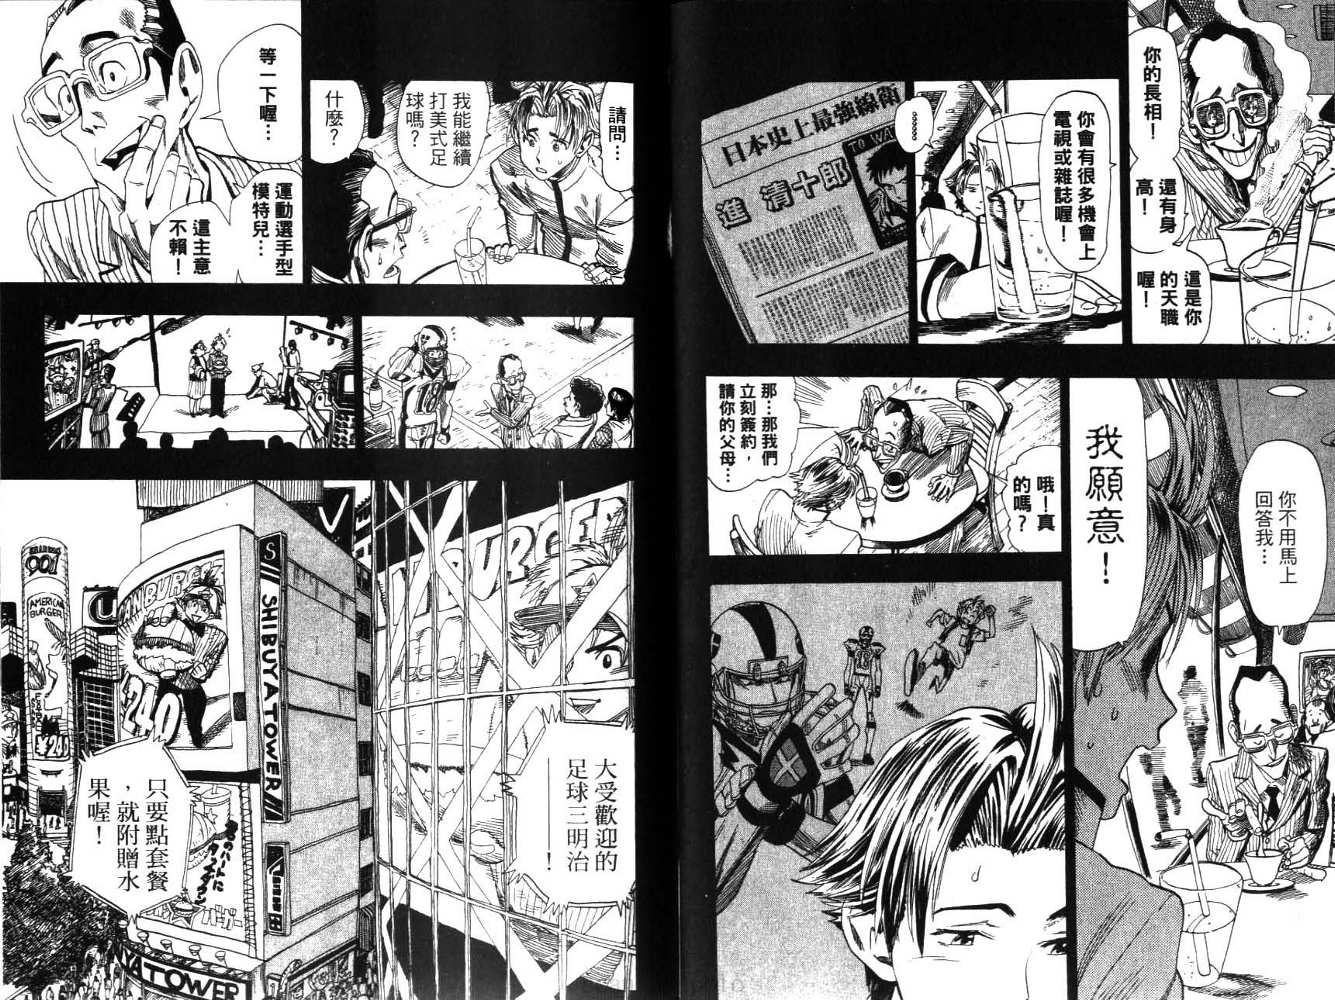 你的長相！
還有身
高！
這是你
的天職
喔！
你會有很多機會上
電視或雜誌喔！
。。。。。。
日本史上最強線衛
進 清十郎
你不用馬上
回答我…
我願意！
哦！真
的嗎？
那…那我們
立刻簽約，
請你的父母…
請問…
我能繼續
打美式足
球嗎？
什麼？
等一下喔…
運動選手型
模特兒…
這主意
不賴！
大受歡迎的
足球三明治
——！
只要點套餐
，就附贈水
果喔！
S
SHIBUYA TOWER
¥240
901
AMERICAN
BURGER
¥240
YA TOWER